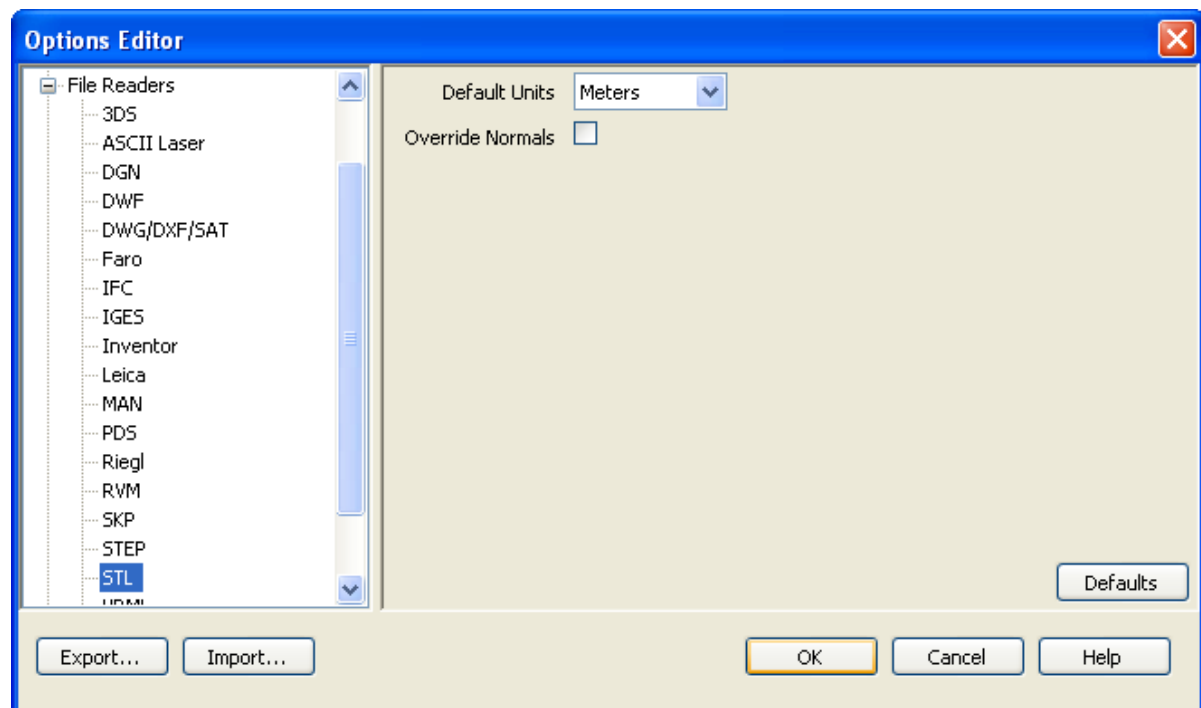 Options Editor
File Readers
3DS
ASCII Laser
DGN
DWF
DWG/DXF/SAT
Faro
IFC
IGES
Inventor
Leica
MAN
PDS
Riegl
RVM
SKP
STEP
STL
Default Units Meters
Override Normals
Defaults
Export... Import... OK Cancel Help